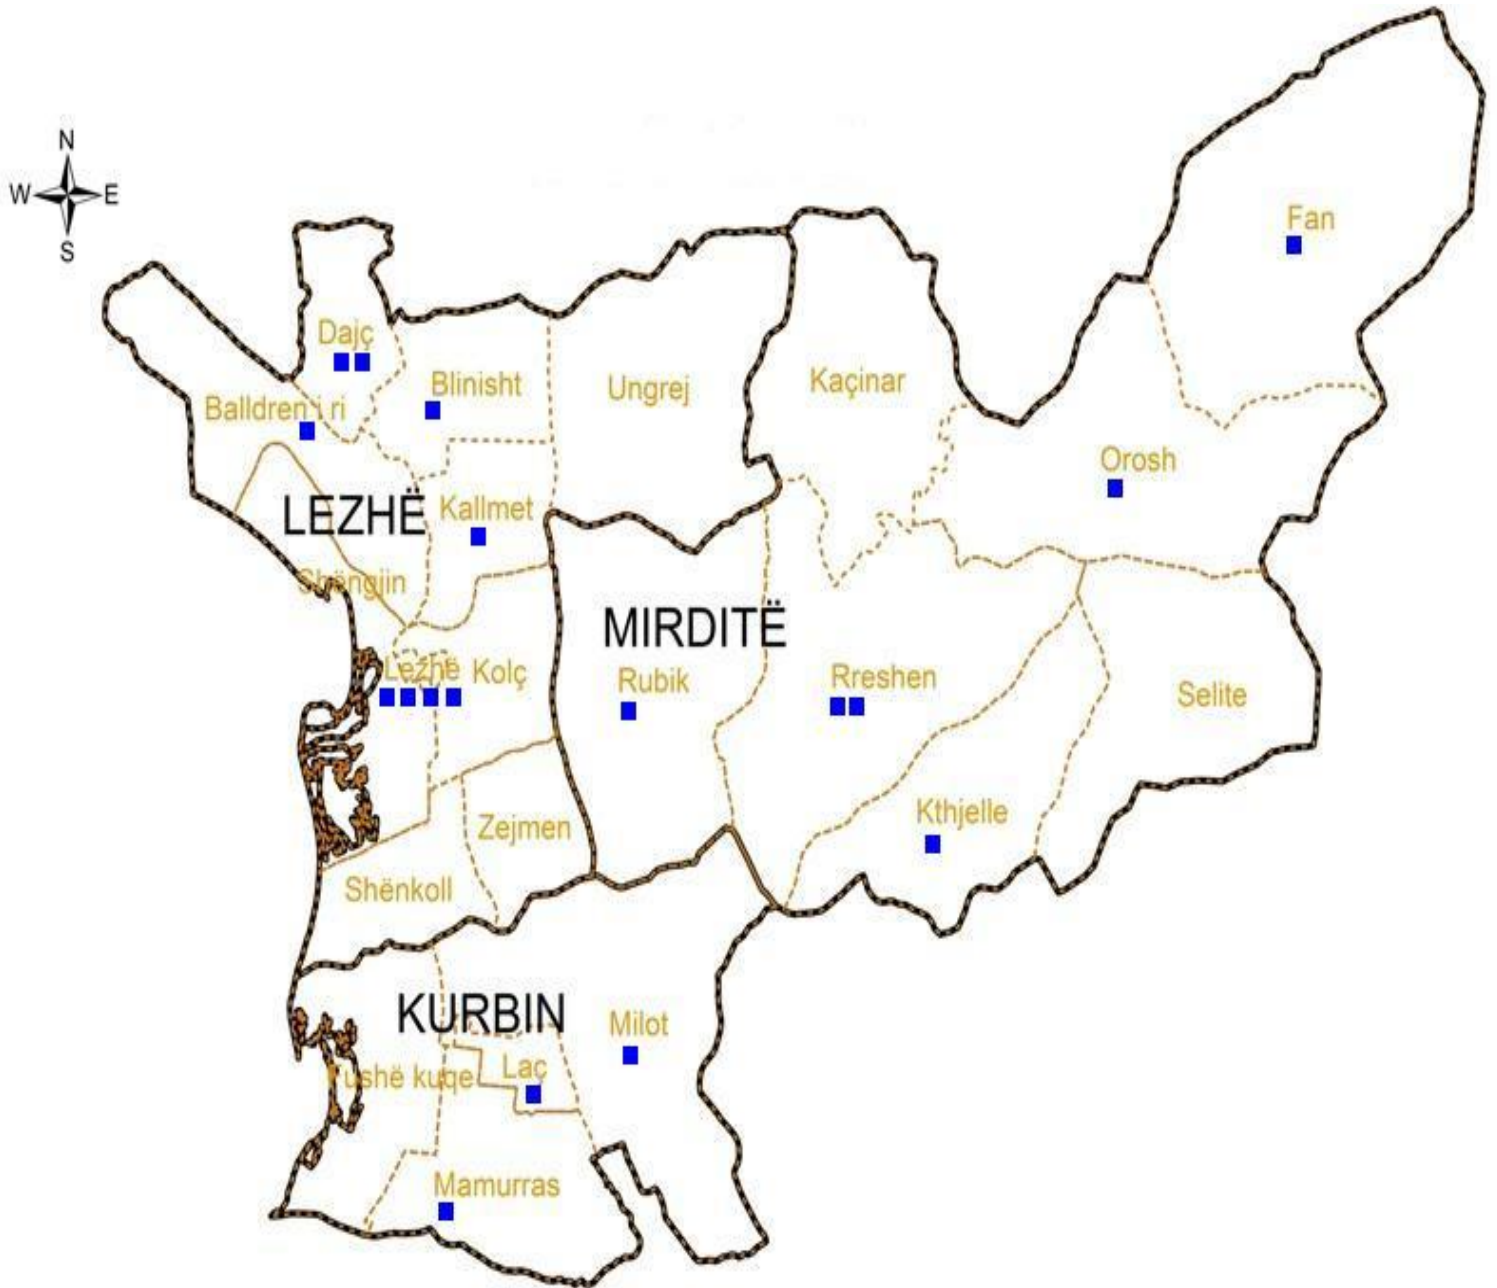 N
W E
S
Fan
Dajç
Blinisht
Ungrej
Kaçinar
Balldren i ri
Orosh
LEZHË
Kallmet
Shëngjin
MIRDITË
Lezhë
Kolç
Rubik
Rreshen
Selite
Kthjelle
Zejmen
Shënkoll
KURBIN
Milot
Fushë kuqe
Laç
Mamurras